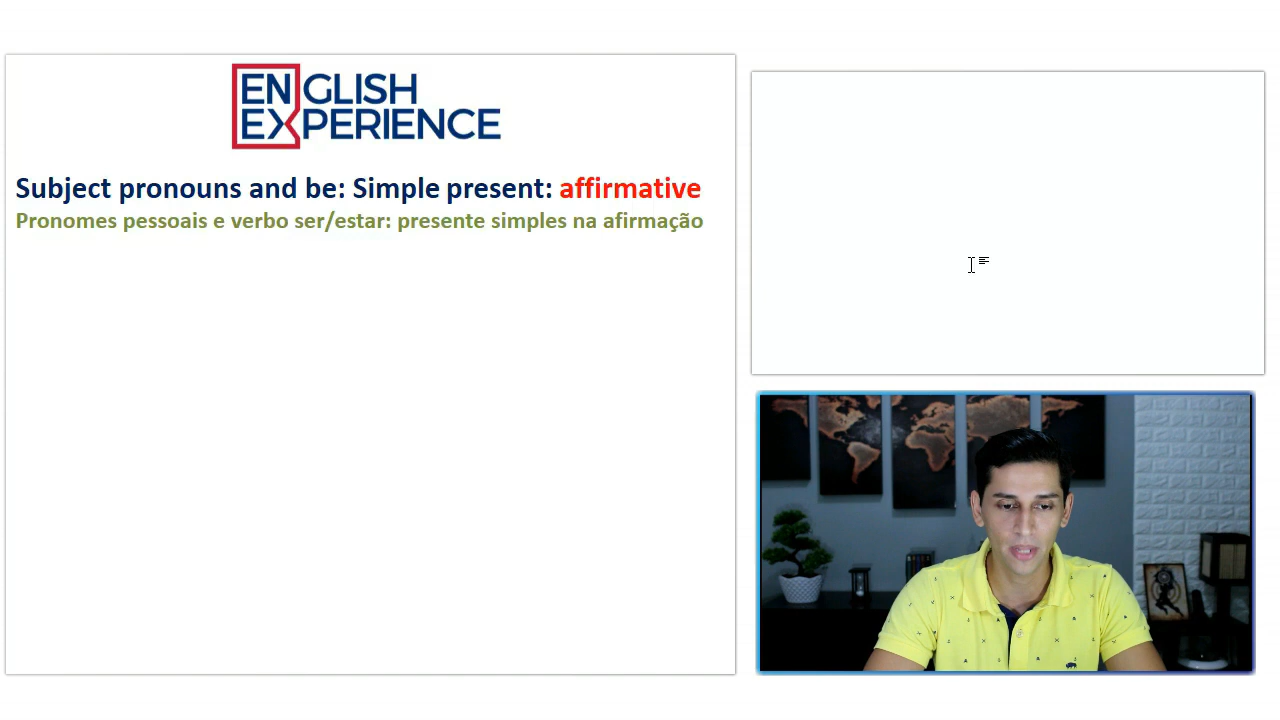 ENGLISH
EXPERIENCE
Subject pronouns and be: Simple present: affirmative
Pronomes pessoais e verbo ser/estar: presente simples na afirmação